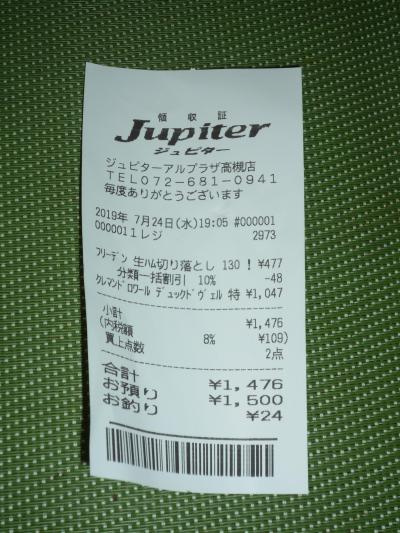 領収証
Jupiter
ジュピター
ジュピターアルプラザ高槻店
TEL072-681-0941
毎度ありがとうございます
2019年 7月24日(水)19:05 #000001
0000011レジ 2973
フリーデン 生ハム切り落とし 130 ! ¥477
分類一括割引 10% -48
クレマンドロワール デュックドヴェル 特 ¥1,047
小計 ¥1,476
(内税額 8% ¥109)
買上点数 2点
合計 ¥1,476
お預り ¥1,500
お釣り ¥24